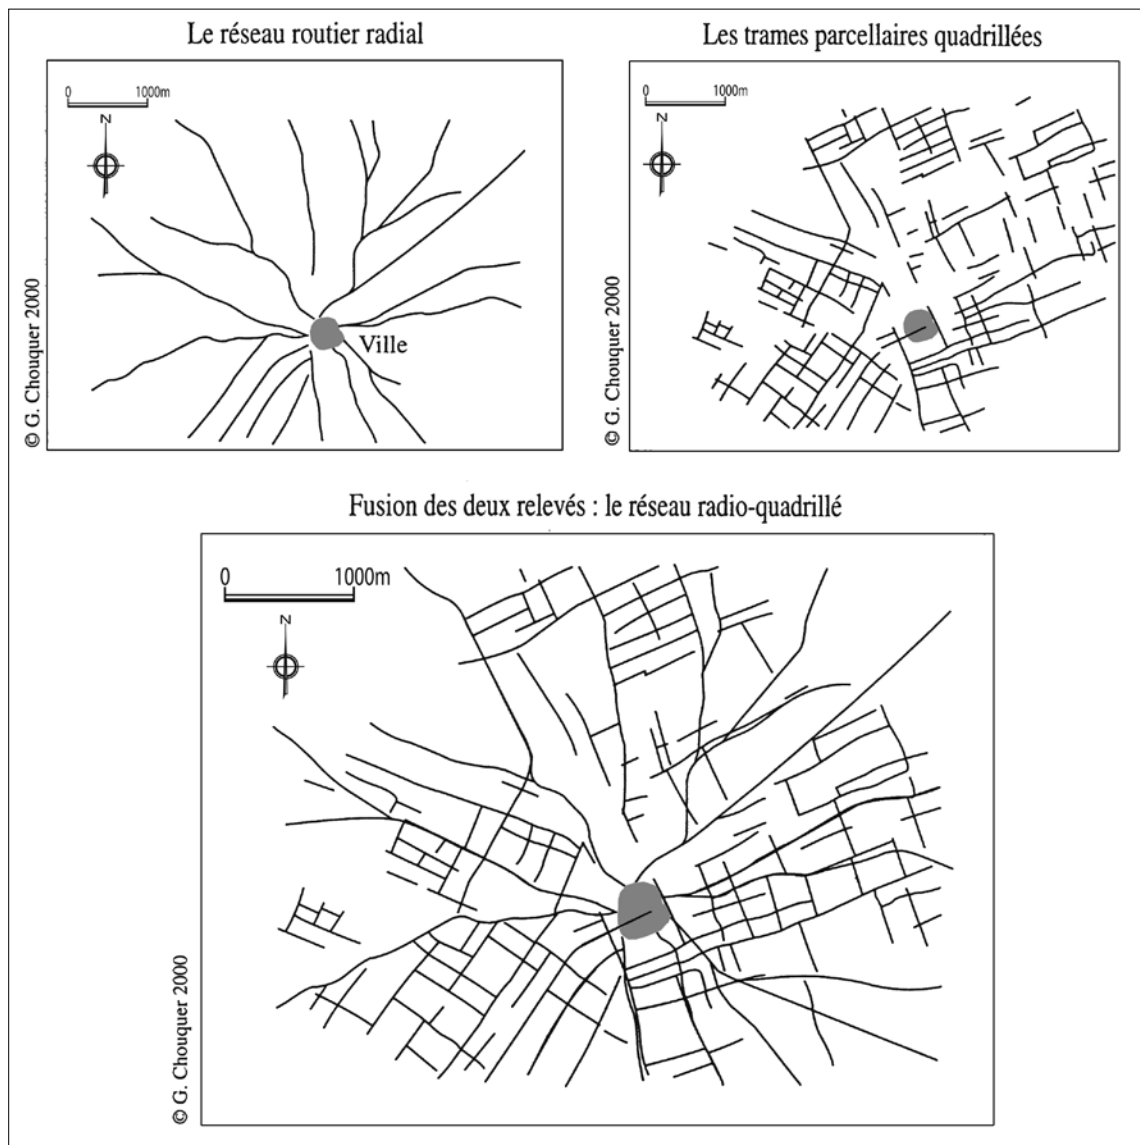 Le réseau routier radial
0 1000m
N
Ville
© G. Chouquer 2000
Les trames parcellaires quadrillées
0 1000m
N
© G. Chouquer 2000
Fusion des deux relevés : le réseau radio-quadrillé
0 1000m
N
© G. Chouquer 2000